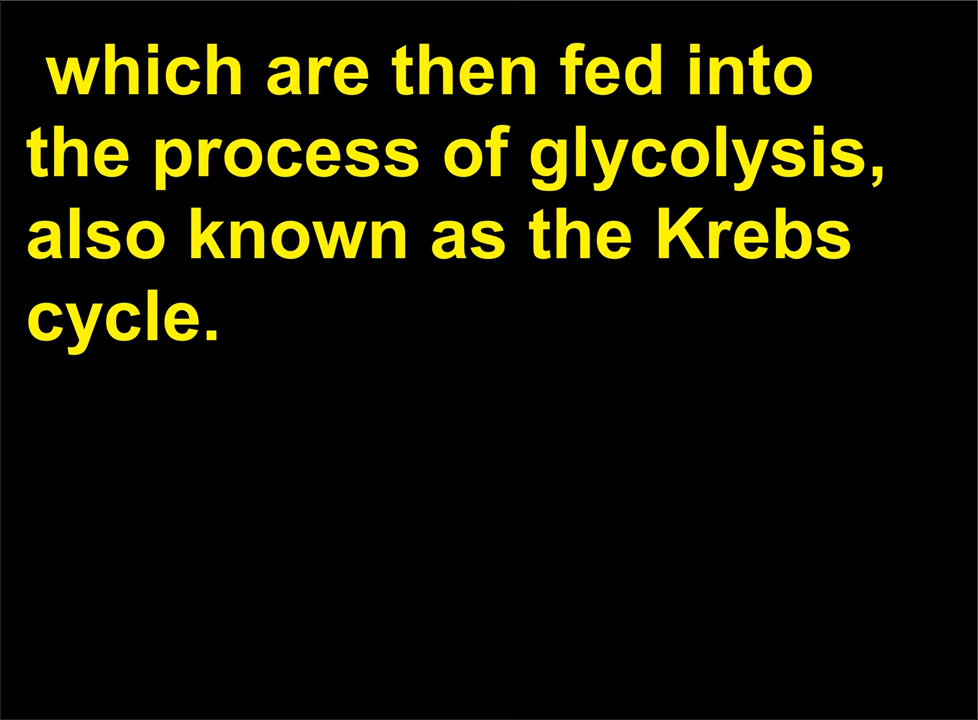 which are then fed into
the process of glycolysis,
also known as the Krebs
cycle.